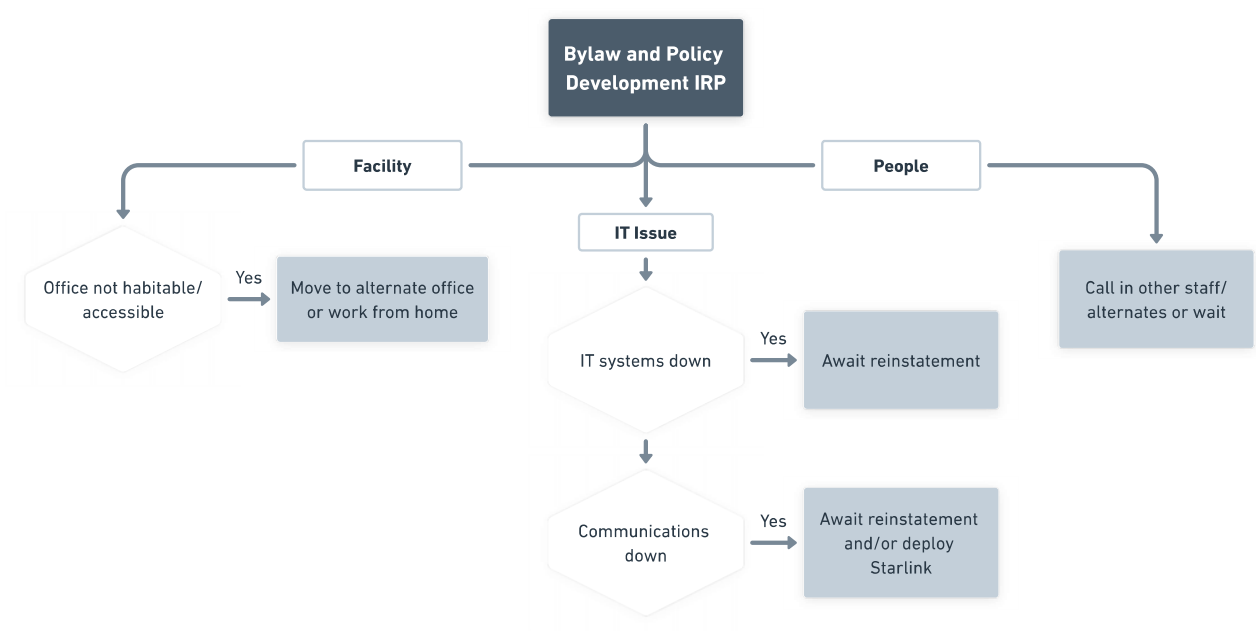 Bylaw and Policy
Development IRP
Facility
People
IT Issue
Office not habitable/
accessible
Yes
Move to alternate office
or work from home
Call in other staff/
alternates or wait
IT systems down
Yes
Await reinstatement
Communications
down
Yes
Await reinstatement
and/or deploy
Starlink